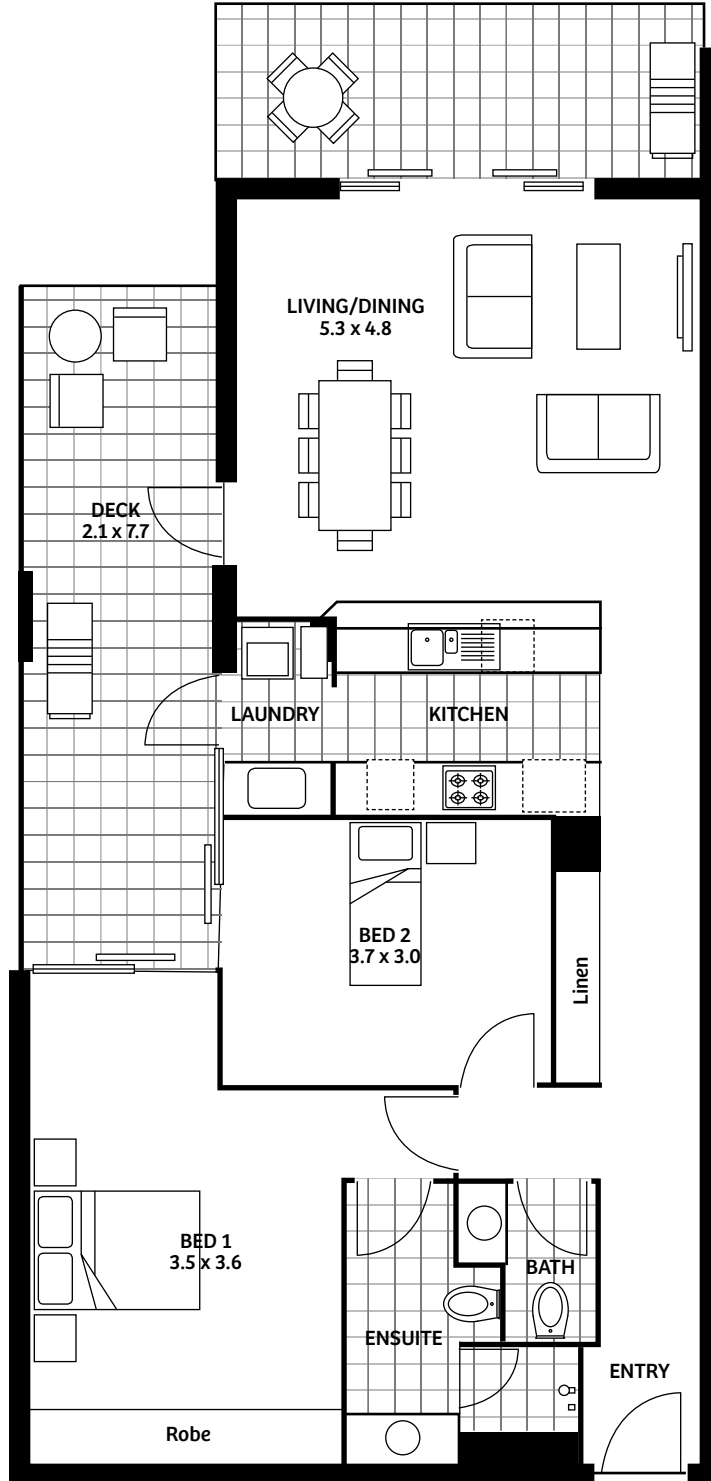 LIVING/DINING
5.3 x 4.8
DECK
2.1 x 7.7
LAUNDRY
KITCHEN
BED 2
3.7 x 3.0
Linen
BED 1
3.5 x 3.6
BATH
ENSUITE
ENTRY
Robe